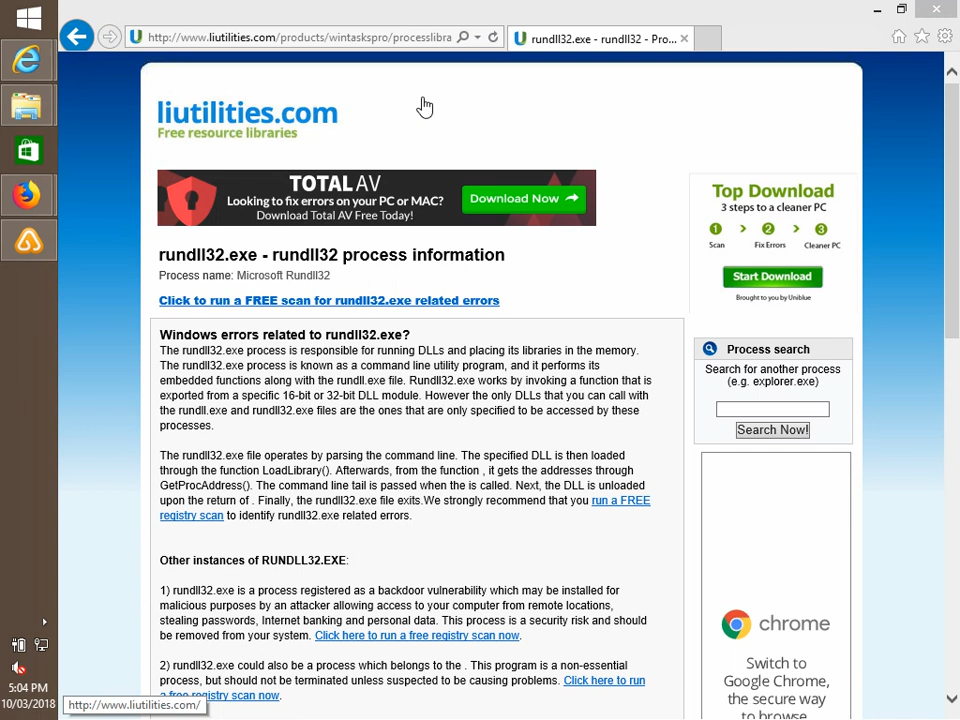 http://www.liutilities.com/products/wintaskspro/processlibra
rundll32.exe - rundll32 - Pro...
liutilities.com
Free resource libraries
TOTAL AV
Looking to fix errors on your PC or MAC?
Download Total AV Free Today!
Download Now
Top Download
3 steps to a cleaner PC
1 2 3
Scan Fix Errors Cleaner PC
Start Download
Brought to you by Uniblue
rundll32.exe - rundll32 process information
Process name: Microsoft Rundll32
Click to run a FREE scan for rundll32.exe related errors
Windows errors related to rundll32.exe?
The rundll32.exe process is responsible for running DLLs and placing its libraries in the memory.
The rundll32.exe process is known as a command line utility program, and it performs its
embedded functions along with the rundll.exe file. Rundll32.exe works by invoking a function that is
exported from a specific 16-bit or 32-bit DLL module. However the only DLLs that you can call with
the rundll.exe and rundll32.exe files are the ones that are only specified to be accessed by these
processes.
The rundll32.exe file operates by parsing the command line. The specified DLL is then loaded
through the function LoadLibrary(). Afterwards, from the function , it gets the addresses through
GetProcAddress(). The command line tail is passed when the is called. Next, the DLL is unloaded
upon the return of . Finally, the rundll32.exe file exits.We strongly recommend that you run a FREE
registry scan to identify rundll32.exe related errors.
Other instances of RUNDLL32.EXE:
1) rundll32.exe is a process registered as a backdoor vulnerability which may be installed for
malicious purposes by an attacker allowing access to your computer from remote locations,
stealing passwords, Internet banking and personal data. This process is a security risk and should
be removed from your system. Click here to run a free registry scan now.
2) rundll32.exe could also be a process which belongs to the . This program is a non-essential
process, but should not be terminated unless suspected to be causing problems. Click here to run
a free registry scan now.
Process search
Search for another process
(e.g. explorer.exe)
Search Now!
chrome
Switch to
Google Chrome,
the secure way
to browse
5:04 PM
10/03/2018
http://www.liutilities.com/